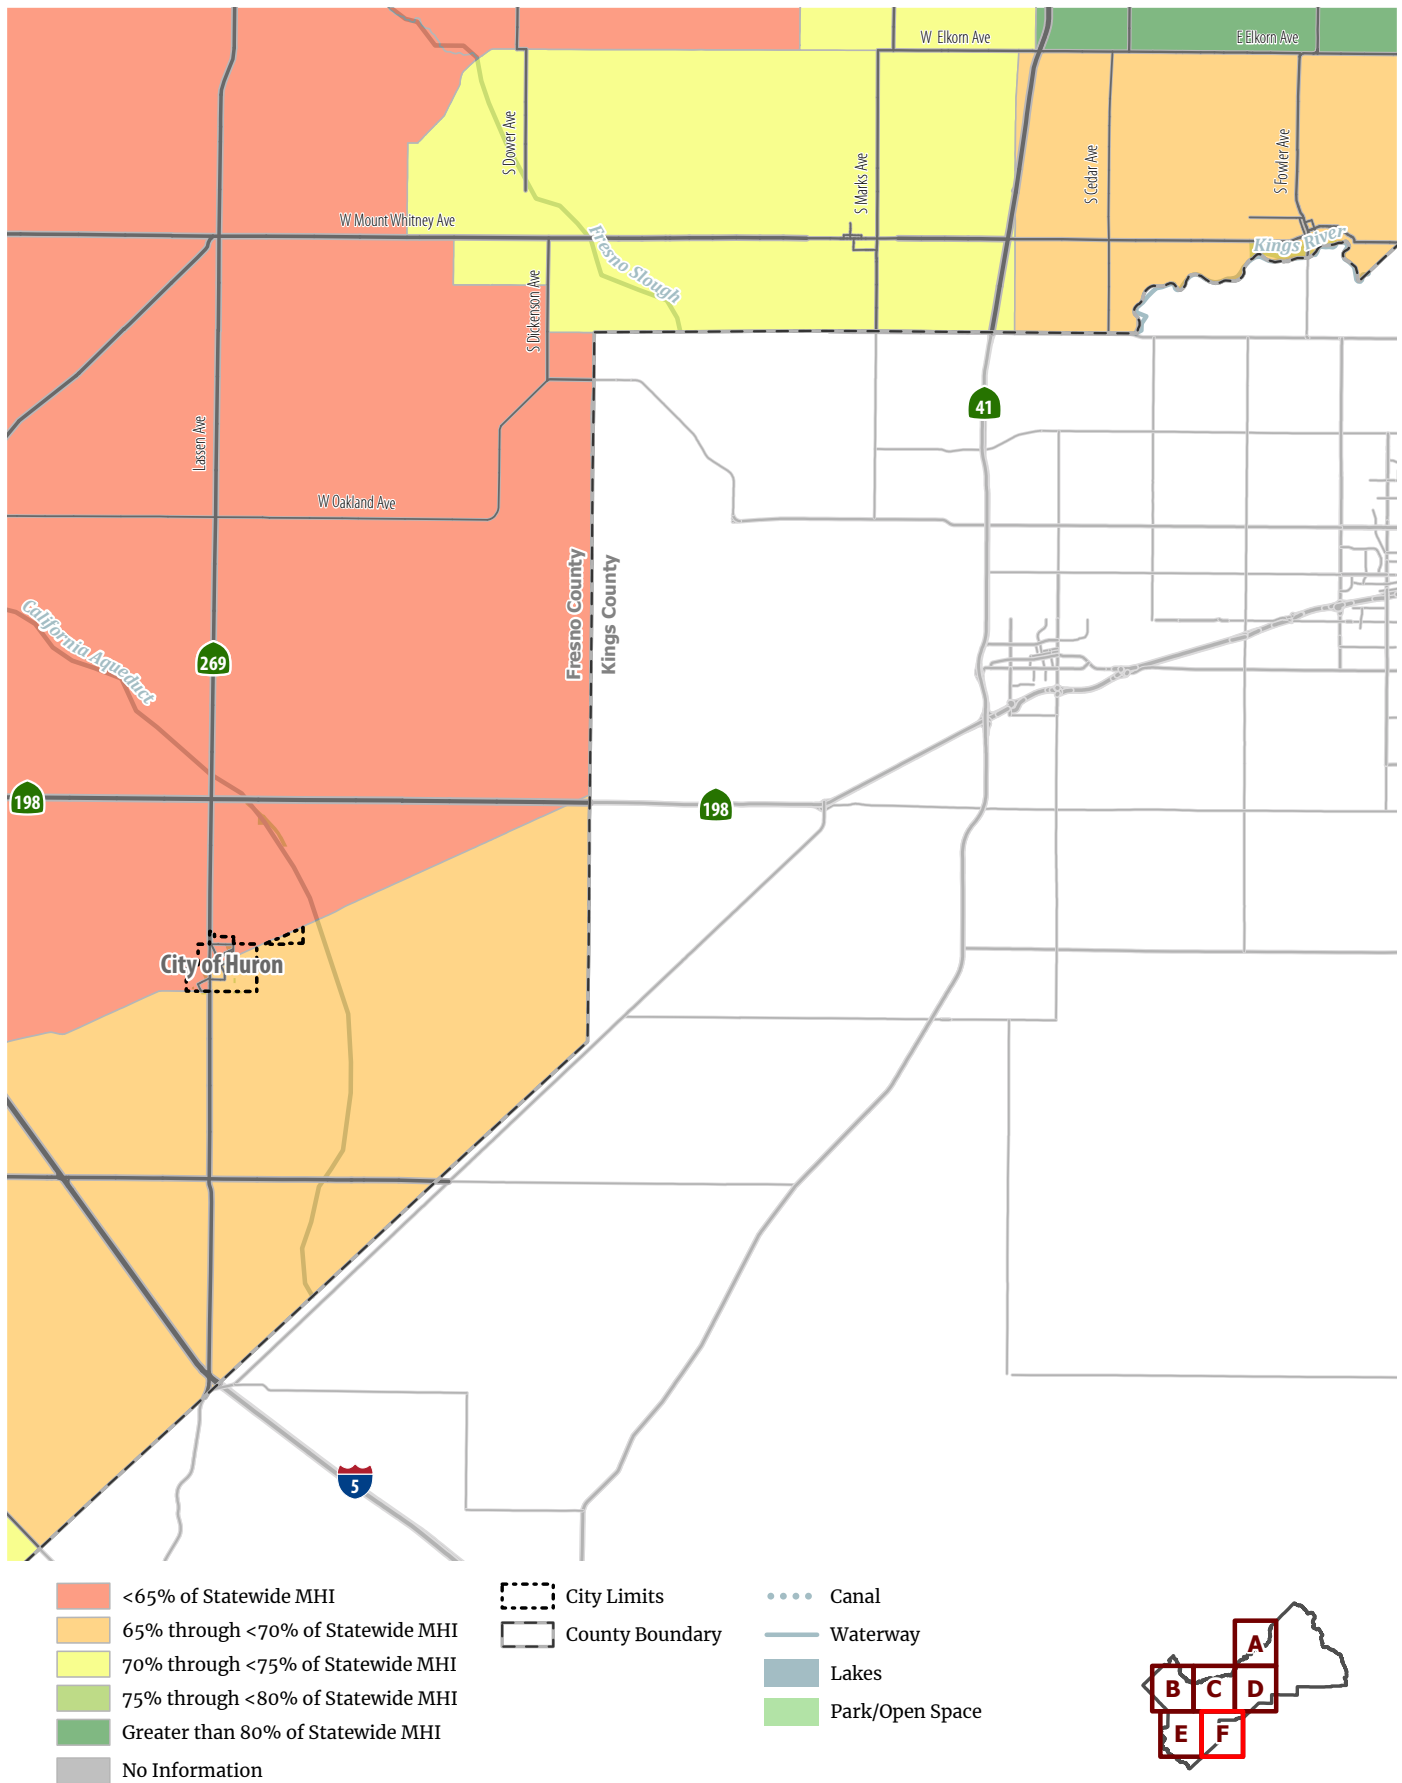 W Elkorn Ave
E Elkorn Ave
S Dower Ave
S Marks Ave
S Cedar Ave
S Fowler Ave
W Mount Whitney Ave
Fresno Slough
Kings River
S Dickenson Ave
41
Lassen Ave
W Oakland Ave
Fresno County
Kings County
California Aqueduct
269
198
198
City of Huron
5
<65% of Statewide MHI
65% through <70% of Statewide MHI
70% through <75% of Statewide MHI
75% through <80% of Statewide MHI
Greater than 80% of Statewide MHI
No Information
City Limits
County Boundary
Canal
Waterway
Lakes
Park/Open Space
A
B C D
E F